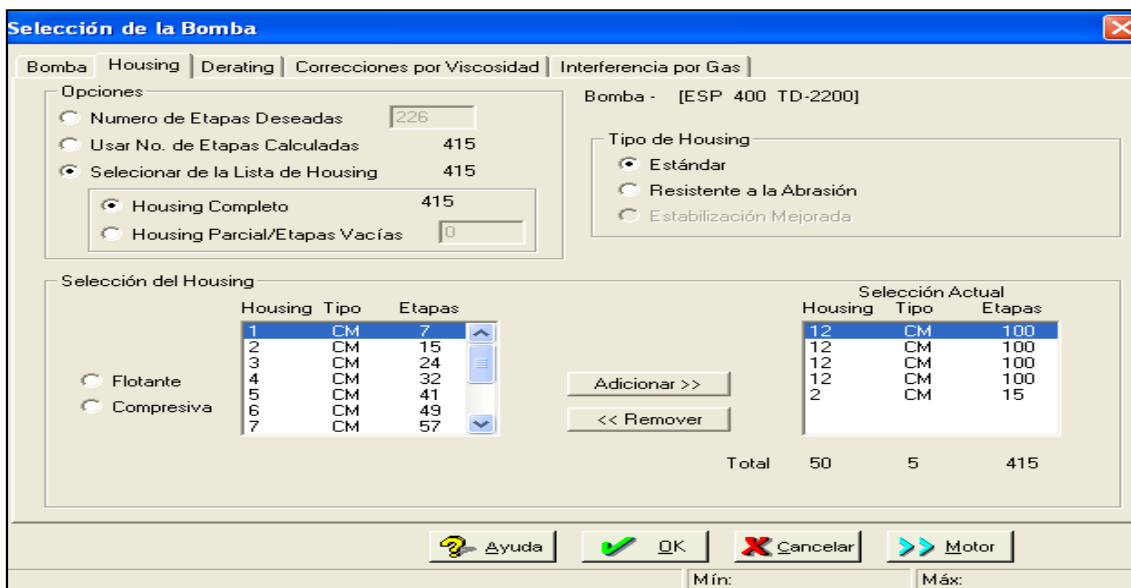 Selección de la Bomba
Bomba Housing Derating Correcciones por Viscosidad Interferencia por Gas
Opciones
Numero de Etapas Deseadas 226
Usar No. de Etapas Calculadas 415
Selecionar de la Lista de Housing 415
Housing Completo 415
Housing Parcial/Etapas Vacías 0
Bomba - [ESP 400 TD-2200]
Tipo de Housing
Estándar
Resistente a la Abrasión
Estabilización Mejorada
Selección del Housing
Flotante
Compresiva
Housing Tipo Etapas
1 CM 7
2 CM 15
3 CM 24
4 CM 32
5 CM 41
6 CM 49
7 CM 57
Adicionar >>
<< Remover
Selección Actual
Housing Tipo Etapas
12 CM 100
12 CM 100
12 CM 100
12 CM 100
2 CM 15
Total 50 5 415
Ayuda OK Cancelar Motor
Mín: Máx: